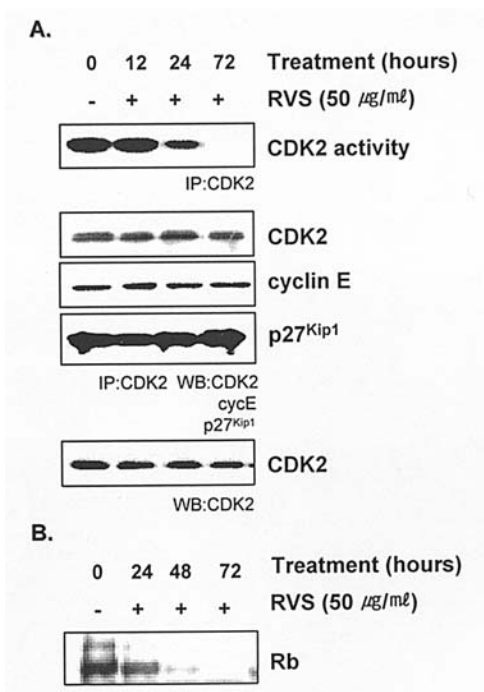 A.
0 12 24 72 Treatment (hours)
- + + + RVS (50 ㎍/㎖)
CDK2 activity
IP:CDK2
CDK2
cyclin E
p27Kip1
IP:CDK2 WB:CDK2
cycE
p27Kip1
CDK2
WB:CDK2
B.
0 24 48 72 Treatment (hours)
- + + + RVS (50 ㎍/㎖)
Rb